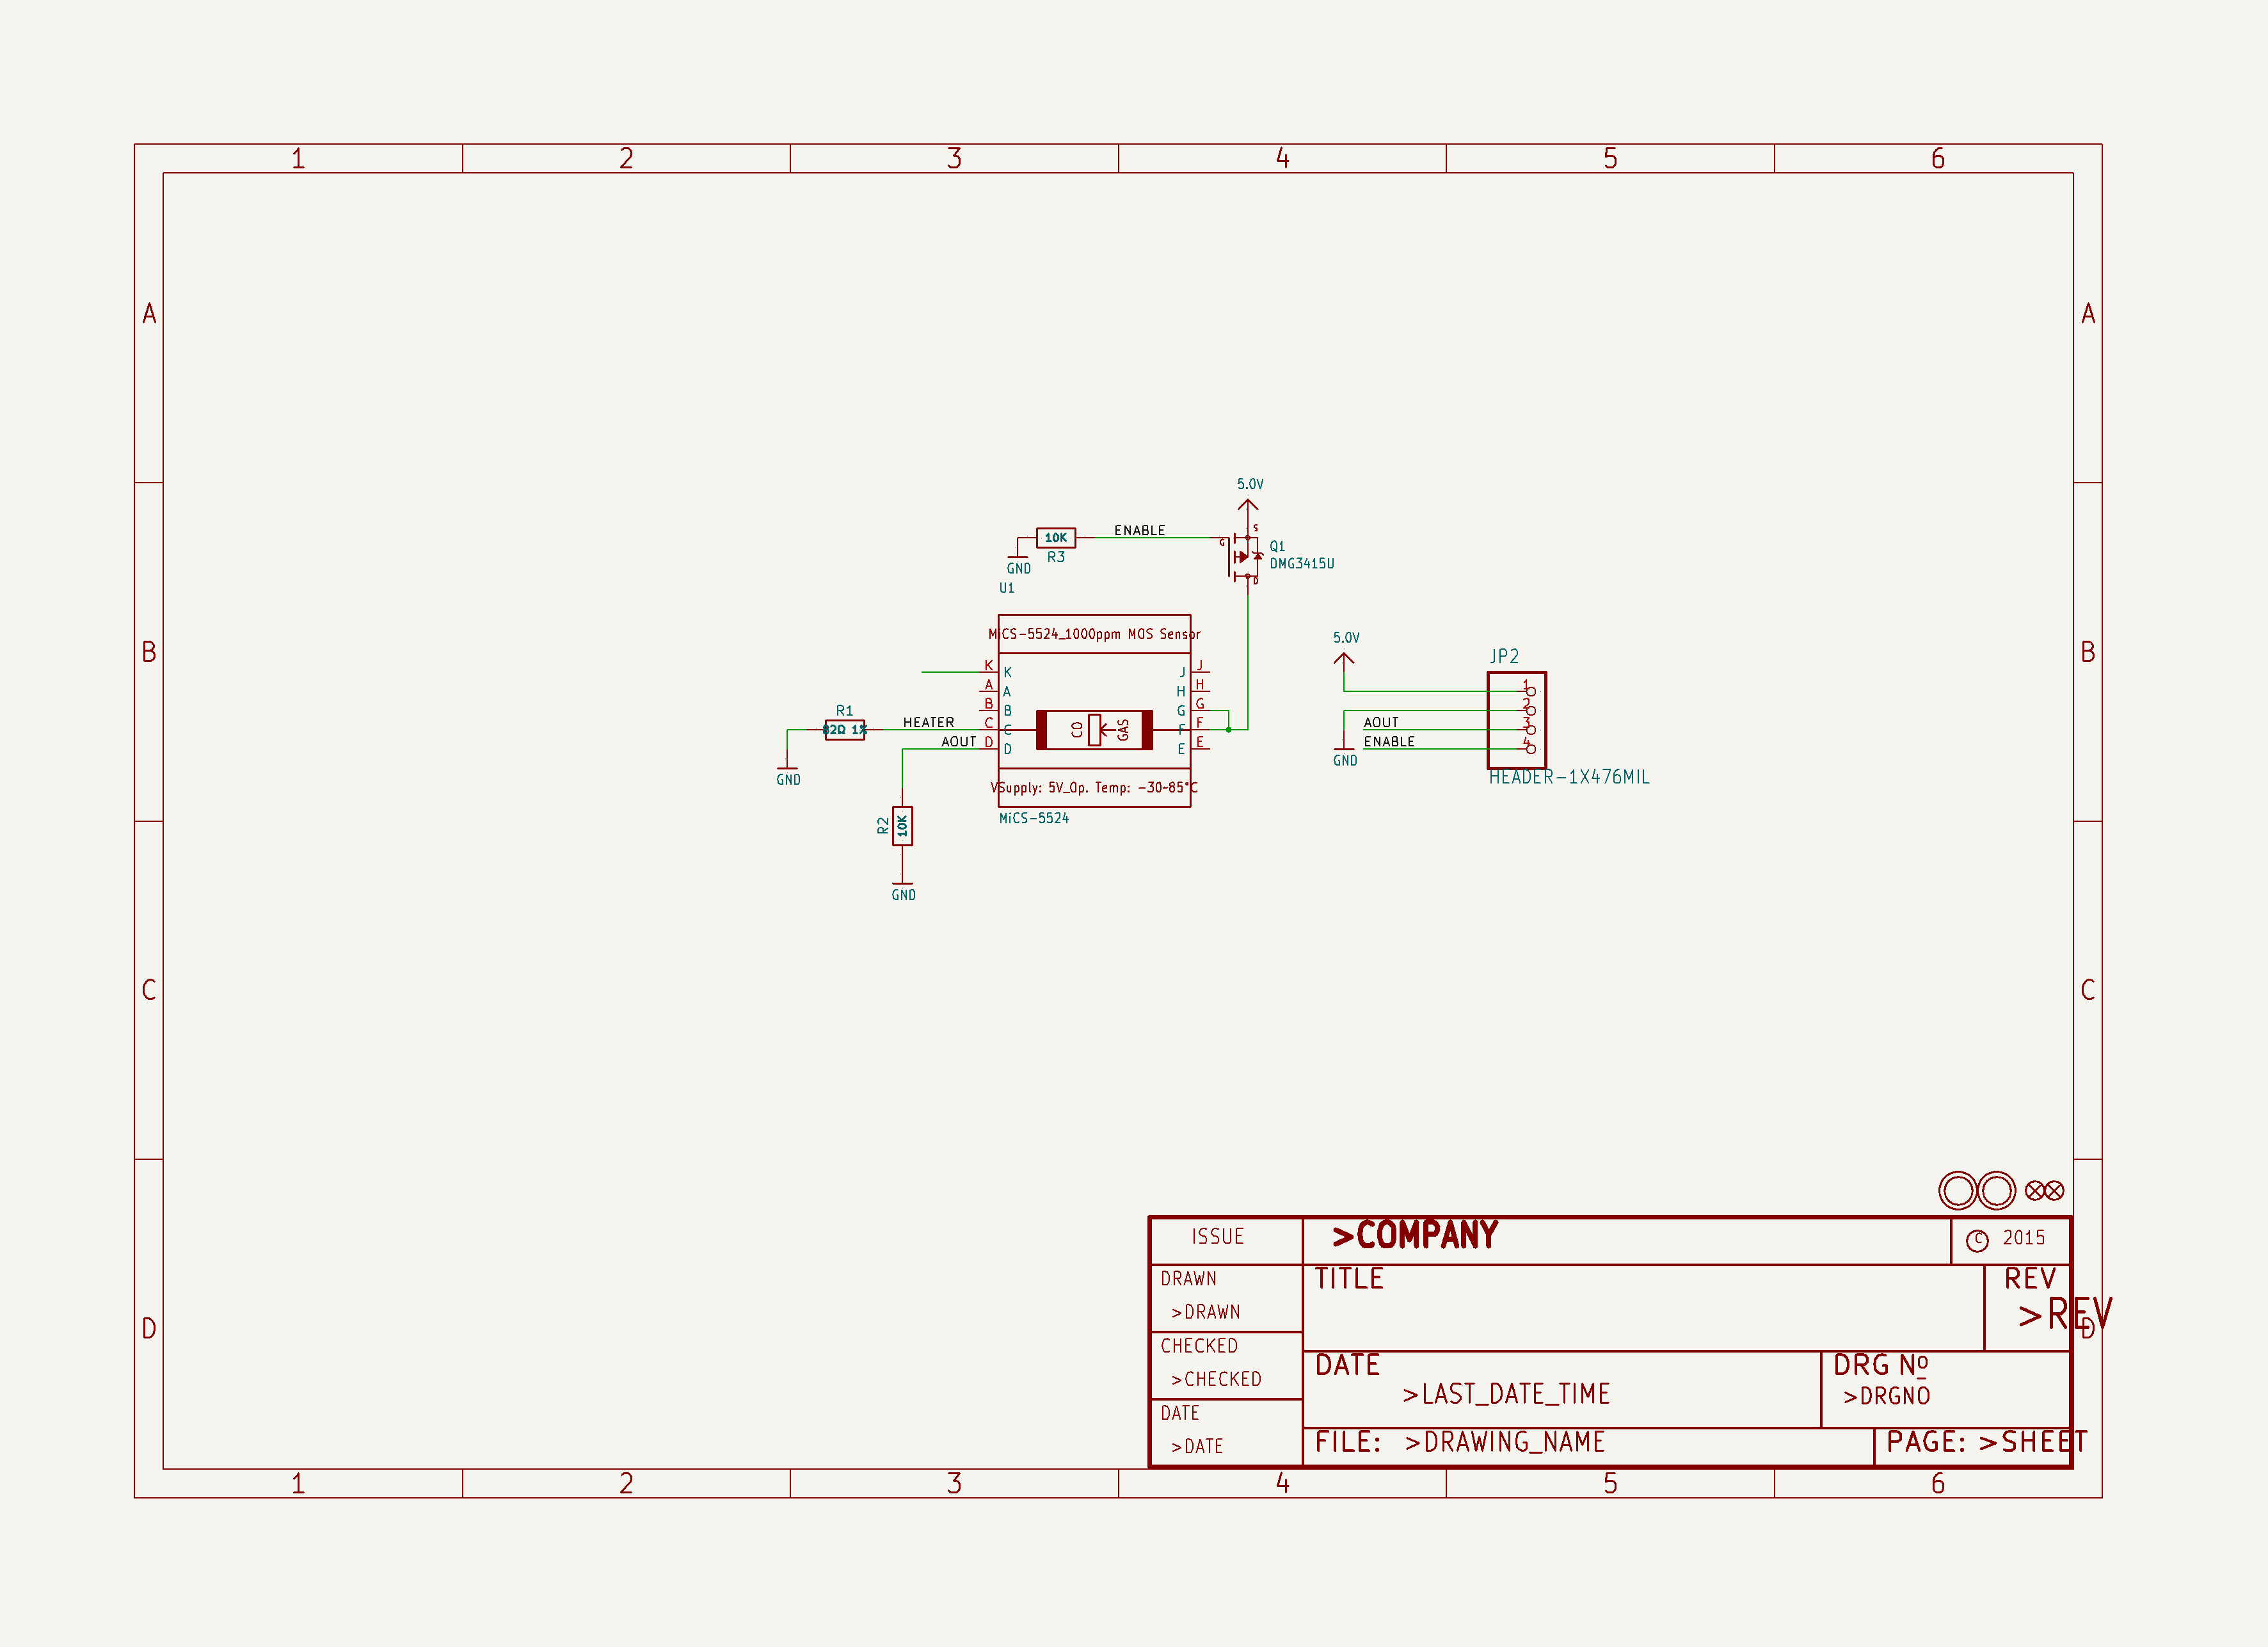 1 2 3 4 5 6
A A
B B
C C
D D
5.0V
S
ENABLE
G
10K
R3
GND
Q1
DMG3415U
D
U1
MiCS-5524_1000ppm MOS Sensor
K K
A A
B B
C C
D D
J J
H H
G G
F F
E E
CO
GAS
VSupply: 5V_Op. Temp: -30-85°C
MiCS-5524
R1
82Ω 1%
HEATER
AOUT
GND
R2
10K
GND
5.0V
JP2
1
2
3
4
AOUT
ENABLE
GND
HEADER-1X476MIL
ISSUE
>COMPANY
© 2015
DRAWN
>DRAWN
TITLE
REV
>REV
CHECKED
>CHECKED
DATE
>LAST_DATE_TIME
DRG Nº
>DRGNO
DATE
>DATE
FILE: >DRAWING_NAME
PAGE: >SHEET
1 2 3 4 5 6